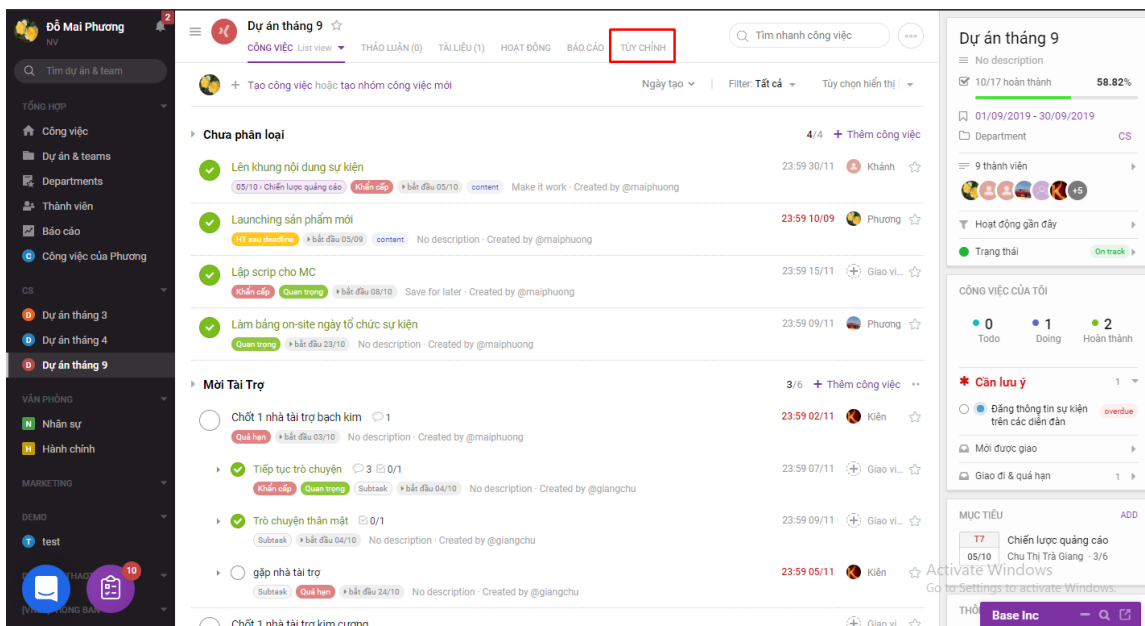 Đỗ Mai Phương
NV
2
Tìm dự án & team
TỔNG HỢP
Công việc
Dự án & teams
Departments
Thành viên
Báo cáo
C Công việc của Phương
CS
D Dự án tháng 3
D Dự án tháng 4
D Dự án tháng 9
VĂN PHÒNG
N Nhân sự
H Hành chính
MARKETING
DEMO
T test
10
Dự án tháng 9
CÔNG VIỆC List view THẢO LUẬN (0) TÀI LIỆU (1) HOẠT ĐỘNG BÁO CÁO TÙY CHỈNH
Tìm nhanh công việc
+ Tạo công việc hoặc tạo nhóm công việc mới
Ngày tạo Filter: Tất cả Tùy chọn hiển thị
Chưa phân loại 4/4 + Thêm công việc
Lên khung nội dung sự kiện 23:59 30/11 Khánh
05/10 - Chiến lược quảng cáo Khẩn cấp bắt đầu 05/10 content Make it work · Created by @maiphuong
Launching sản phẩm mới 23:59 10/09 Phương
HT sau deadline bắt đầu 05/09 content No description · Created by @maiphuong
Lập scrip cho MC 23:59 15/11 Giao vi...
Khẩn cấp Quan trọng bắt đầu 08/10 Save for later · Created by @maiphuong
Làm bảng on-site ngày tổ chức sự kiện 23:59 09/11 Phương
Quan trọng bắt đầu 23/10 No description · Created by @maiphuong
Mời Tài Trợ 3/6 + Thêm công việc
Chốt 1 nhà tài trợ bạch kim 1 23:59 02/11 Kiên
Quá hạn bắt đầu 03/10 No description · Created by @maiphuong
Tiếp tục trò chuyện 3 0/1 23:59 07/11 Giao vi...
Khẩn cấp Quan trọng Subtask bắt đầu 04/10 No description · Created by @giangchu
Trò chuyện thân mật 0/1 23:59 09/11 Giao vi...
Subtask bắt đầu 04/10 No description · Created by @giangchu
gặp nhà tài trợ 23:59 05/11 Kiên
Subtask Quá hạn bắt đầu 24/10 No description · Created by @giangchu
Chốt 1 nhà tài trợ kim cương Giao vi...
Dự án tháng 9
No description
10/17 hoàn thành 58.82%
01/09/2019 - 30/09/2019
Department CS
9 thành viên
+5
Hoạt động gần đây
Trạng thái On track
CÔNG VIỆC CỦA TÔI
0 1 2
Todo Doing Hoàn thành
Cần lưu ý 1
Đăng thông tin sự kiện trên các diễn đàn overdue
Mới được giao
Giao đi & quá hạn 1
MỤC TIÊU ADD
T7 Chiến lược quảng cáo
05/10 Chu Thị Trà Giang · 3/6
Activate Windows
Go to Settings to activate Windows.
Base Inc